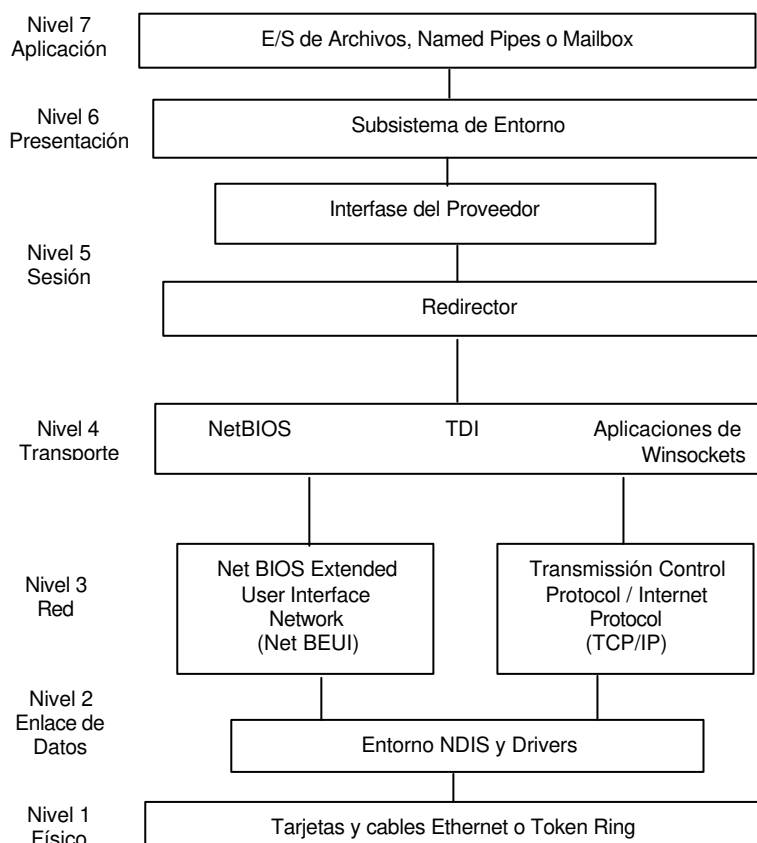 Nivel 7
Aplicación
E/S de Archivos, Named Pipes o Mailbox
Nivel 6
Presentación
Subsistema de Entorno
Interfase del Proveedor
Nivel 5
Sesión
Redirector
Nivel 4
Transporte
NetBIOS
TDI
Aplicaciones de
Winsockets
Nivel 3
Red
Net BIOS Extended
User Interface
Network
(Net BEUI)
Transmissión Control
Protocol / Internet
Protocol
(TCP/IP)
Nivel 2
Enlace de
Datos
Entorno NDIS y Drivers
Nivel 1
Físico
Tarjetas y cables Ethernet o Token Ring